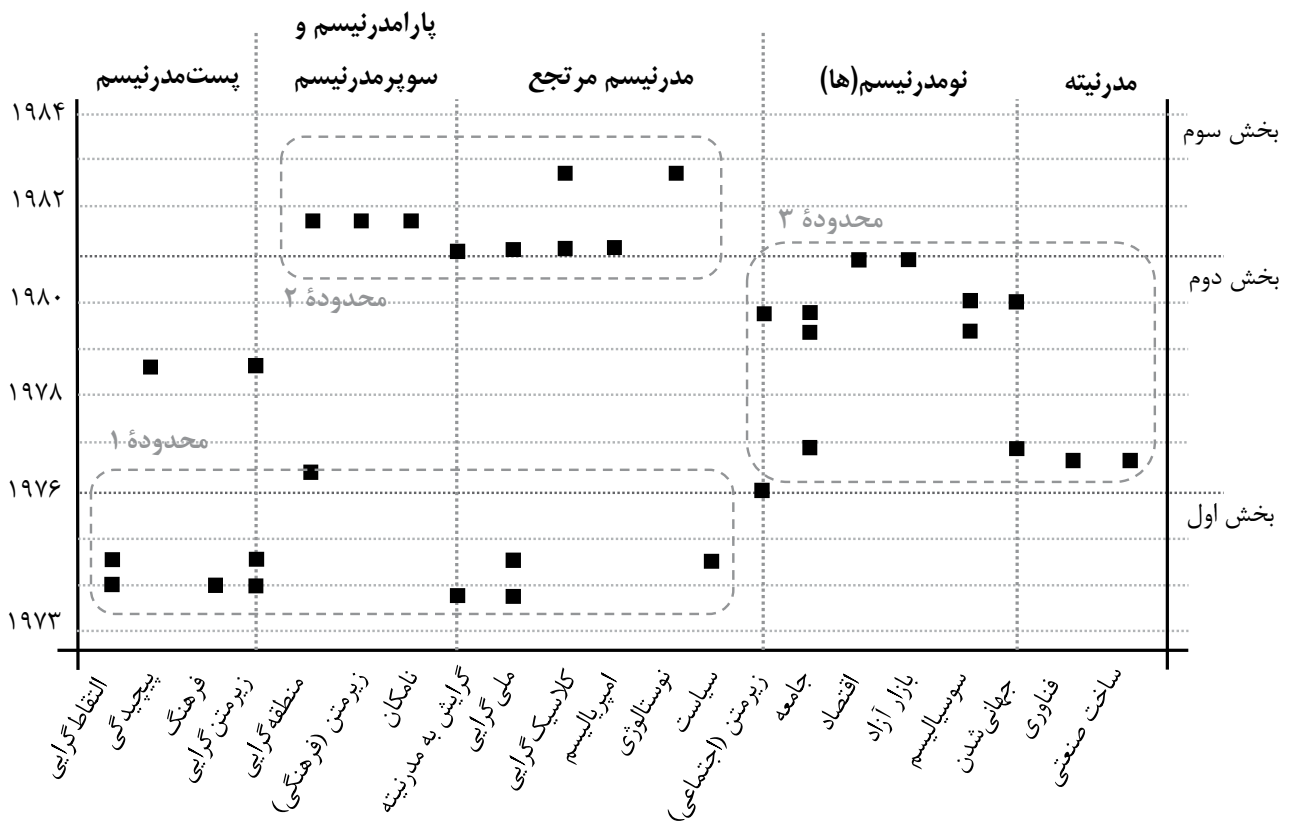 پارامدرنیسم و
مدرنیته
نومدرنیسم(ها)
مدرنیسم مرتجع
سوپرمدرنیسم
پست‌مدرنیسم
۱۹۸۴
بخش سوم
۱۹۸۲
محدودهٔ ۳
بخش دوم
۱۹۸۰
محدودهٔ ۲
۱۹۷۸
محدودهٔ ۱
۱۹۷۶
بخش اول
۱۹۷۳
ساخت صنعتی
فناوری
جهانی‌شدن
سوسیالیسم
بازار آزاد
اقتصاد
جامعه
زیرمتن (اجتماعی)
سیاست
نوستالوژی
امپریالیسم
کلاسیک‌گرایی
ملی‌گرایی
گرایش به مدرنیته
نامکان
زیرمتن (فرهنگی)
منطقه‌گرایی
زیرمتن‌گرایی
فرهنگ
پیچیدگی
التقاط‌گرایی